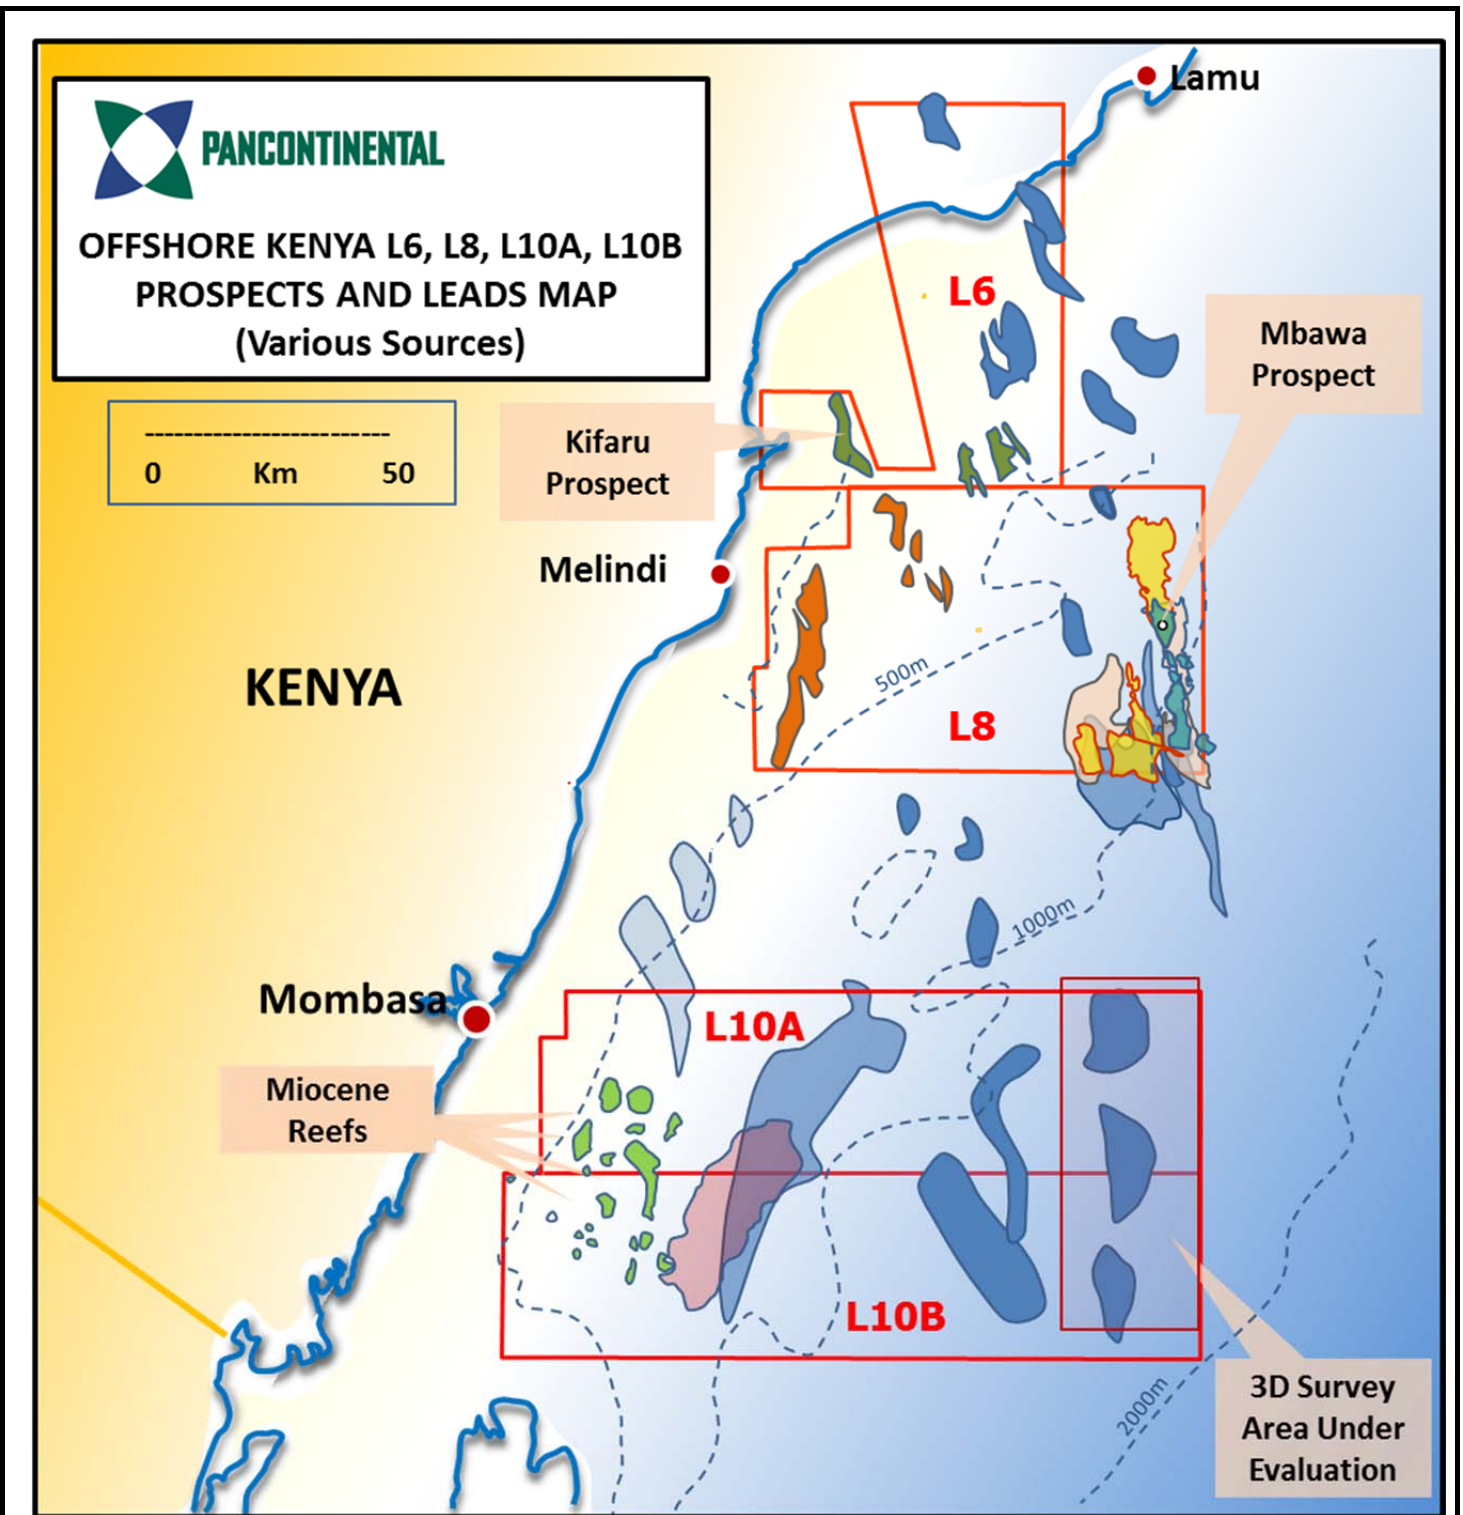 PANCONTINENTAL
OFFSHORE KENYA L6, L8, L10A, L10B
PROSPECTS AND LEADS MAP
(Various Sources)
-------------------------
0 Km 50
Lamu
L6
Mbawa
Prospect
Kifaru
Prospect
Melindi
KENYA
500m
L8
1000m
Mombasa
L10A
Miocene
Reefs
L10B
3D Survey
Area Under
Evaluation
2000m